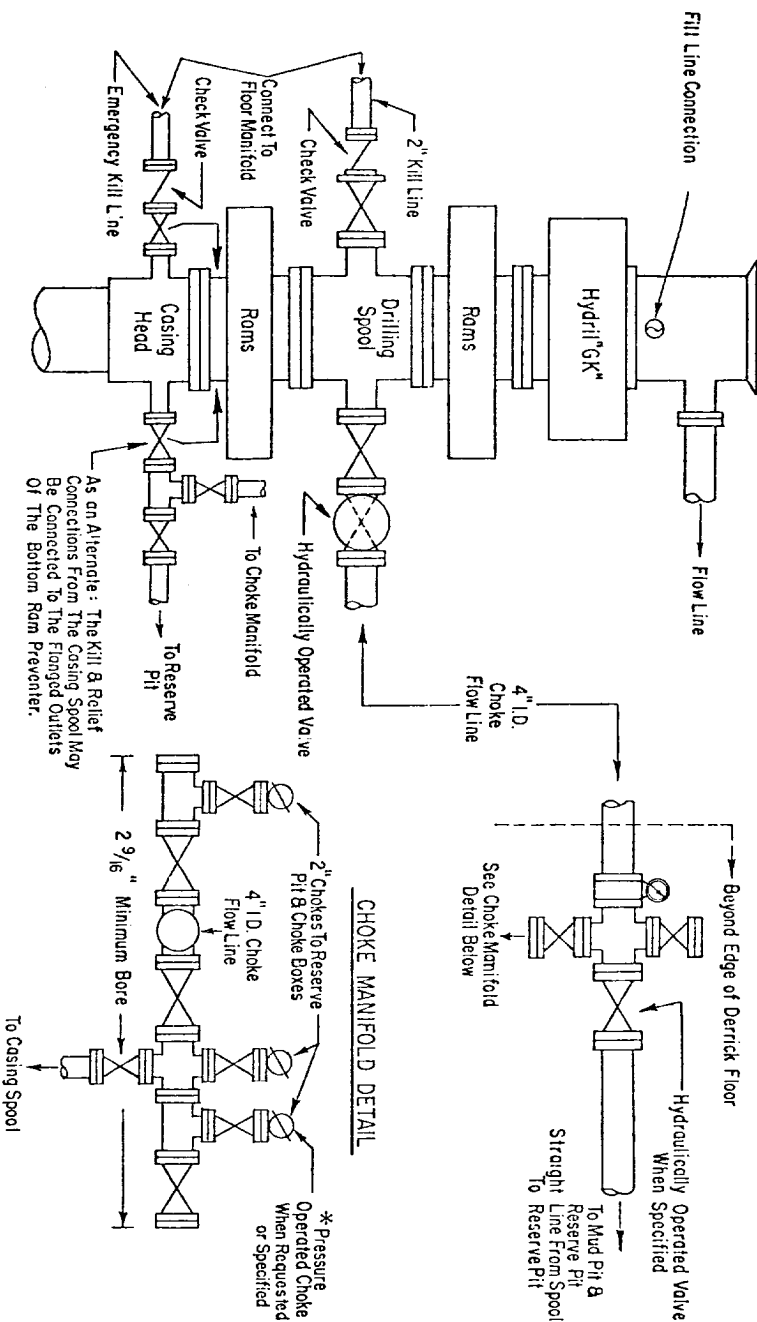 Fill Line Connection
Flow Line
Hydril "GK"
Rams
2" Kill Line
Check Valve
Drilling
Spool
Hydraulically Operated Valve
Connect To
Floor Manifold
Rams
Check Valve
Emergency Kill Line
Casing
Head
To Choke Manifold
To Reserve
Pit
As an Alternate: The Kill & Relief
Connections From The Casing Spool May
Be Connected To The Flanged Outlets
Of The Bottom Ram Preventer.
4" I.D.
Choke
Flow Line
Beyond Edge of Derrick Floor
Hydraulically Operated Valve
When Specified
See Choke Manifold
Detail Below
To Mud Pit &
Reserve Pit
Straight
Line From Spool
To Reserve Pit
CHOKE MANIFOLD DETAIL
2" Chokes To Reserve
Pit & Choke Boxes
4" I.D. Choke
Flow Line
*Pressure
Operated Choke
When Requested
or Specified
2 9/16" Minimum Bore
To Casing Spool